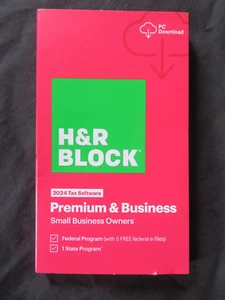 PC
Download
H&R
BLOCK
2024 Tax Software
Premium & Business
Small Business Owners
Federal Program (with 5 FREE federal e-files)
1 State Program